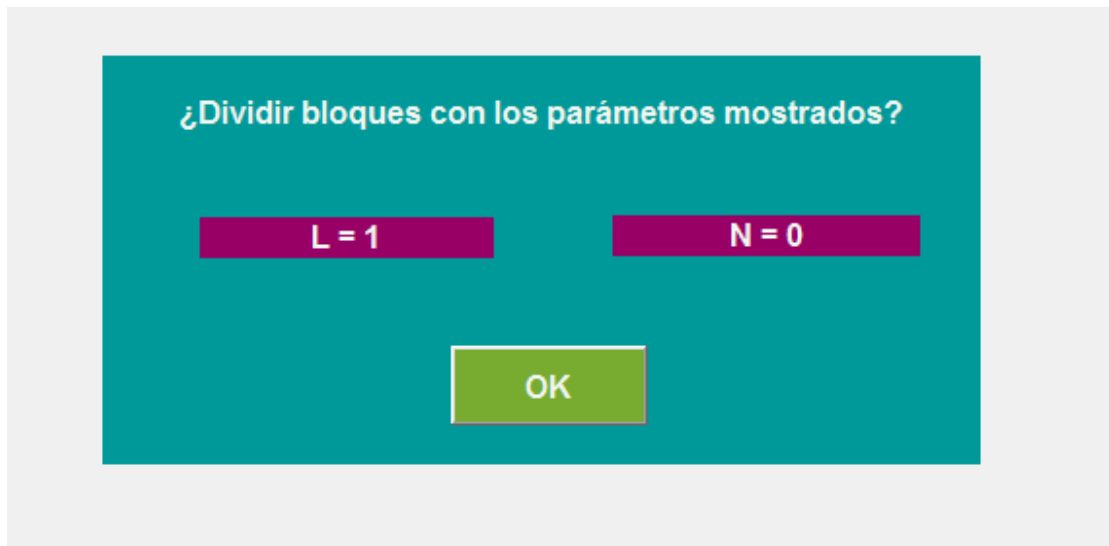 ¿Dividir bloques con los parámetros mostrados?
L = 1
N = 0
OK